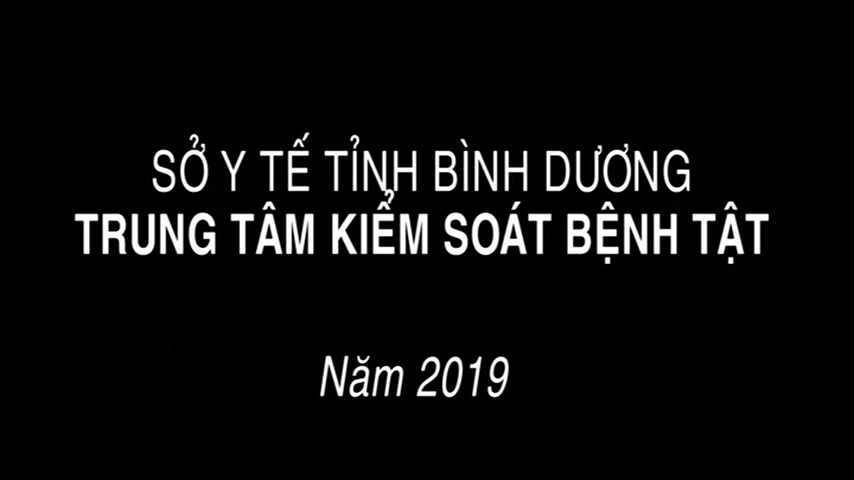 SỞ Y TẾ TỈNH BÌNH DƯƠNG
TRUNG TÂM KIỂM SOÁT BỆNH TẬT
Năm 2019